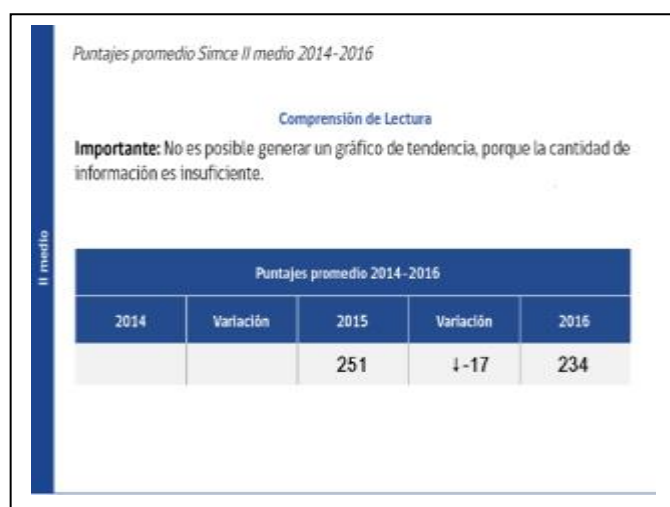 Puntajes promedio Simce II medio 2014-2016
Comprensión de Lectura
Importante: No es posible generar un gráfico de tendencia, porque la cantidad de
información es insuficiente.
II medio
Puntajes promedio 2014-2016
2014 Variación 2015 Variación 2016
251 ↓-17 234